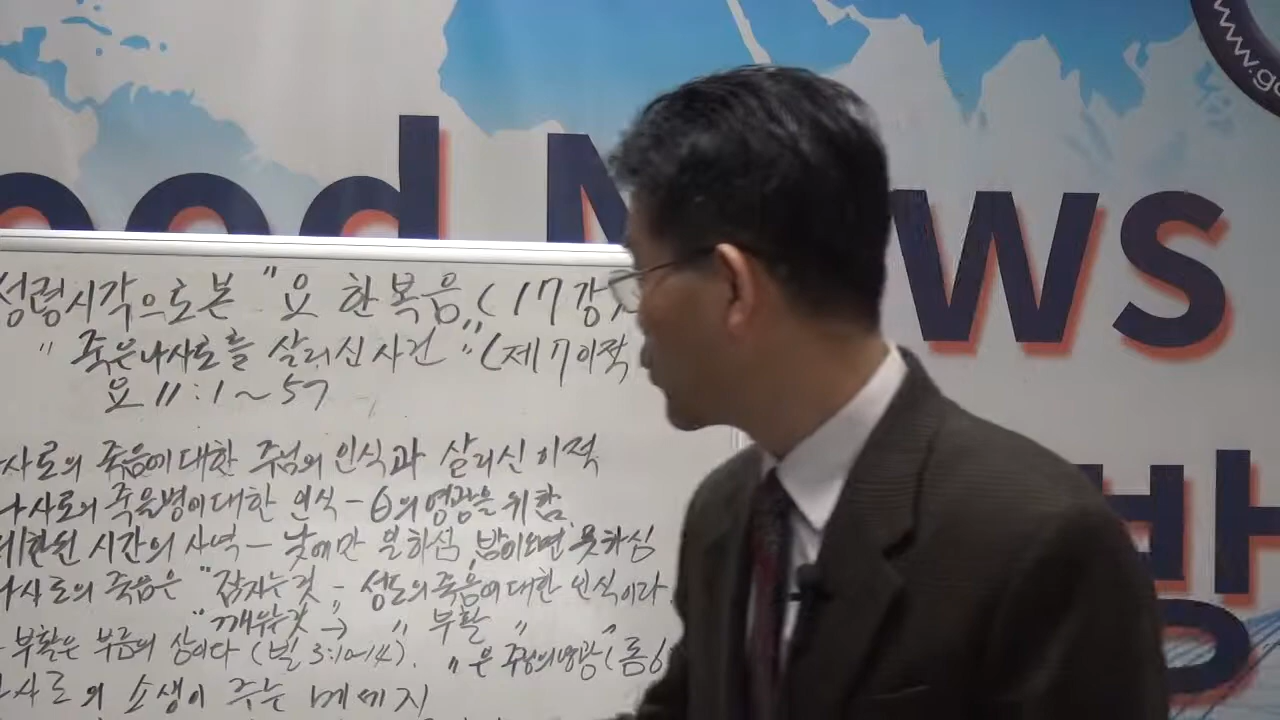 www.go
Good News
방
성령시각으로본 "요한복음" (17강)
"죽은나사로를 살리신사건" (제7이적
요 11:1~57
사로의 죽음에대한 주님의 인식과 살리신 이적
나사로의 죽을병에대한 인식 - 영광을 위함
제한된 시간의 사역 - 낮에만 일하심 밤이오면 못하심
나사로의 죽음은 "잠자는것 - 성도의죽음에대한 인식이라
"깨우는것 → " 부활 "
부활은 부름의 상이다 (빌 3:10-14). "은 주님의영광"(롬6
나사로의 소생이 주는 메세지